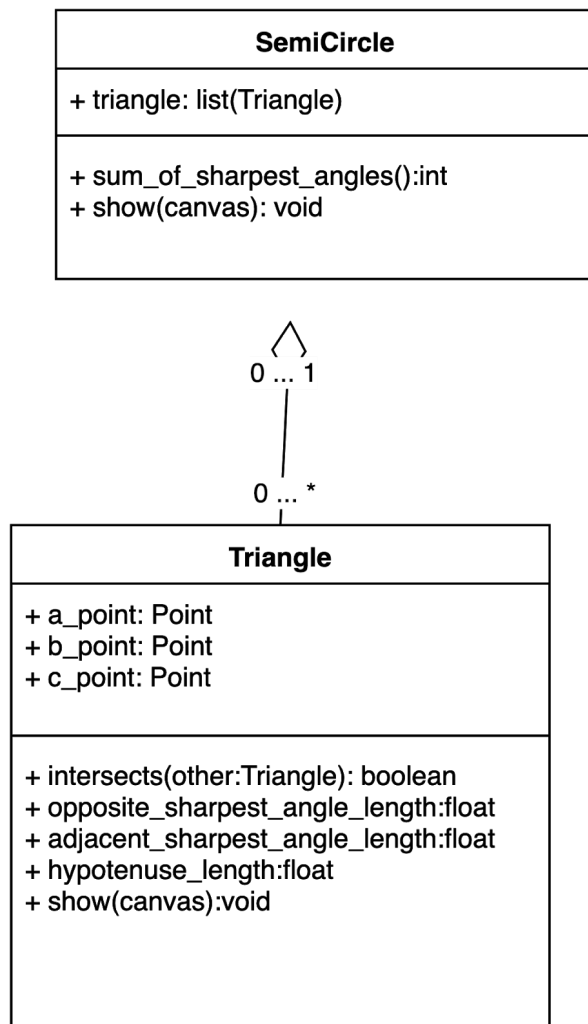 SemiCircle
+ triangle: list(Triangle)
+ sum_of_sharpest_angles():int
+ show(canvas): void
0 ... 1
0 ... *
Triangle
+ a_point: Point
+ b_point: Point
+ c_point: Point
+ intersects(other:Triangle): boolean
+ opposite_sharpest_angle_length:float
+ adjacent_sharpest_angle_length:float
+ hypotenuse_length:float
+ show(canvas):void